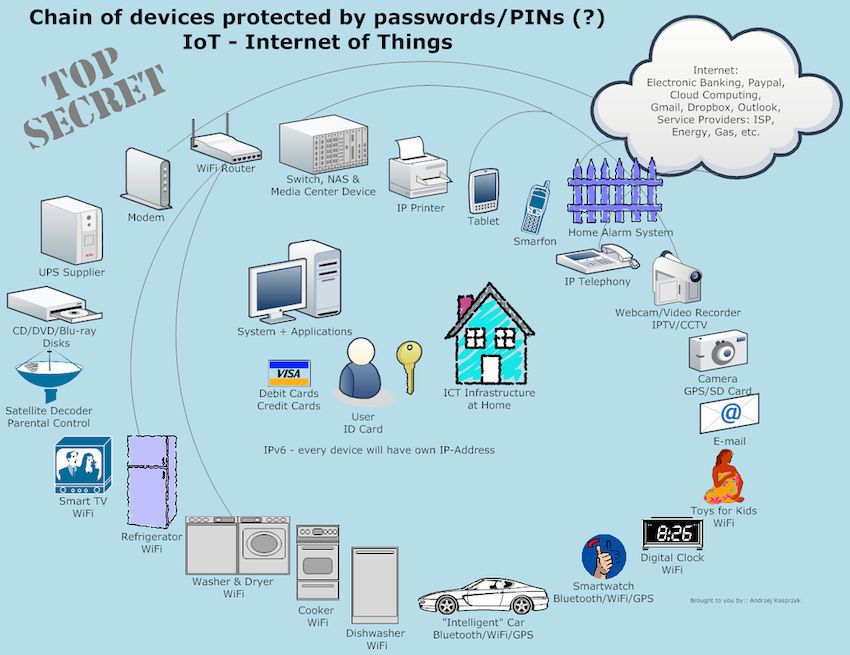 Chain of devices protected by passwords/PINs (?)
IoT - Internet of Things
TOP
SECRET
Internet:
Electronic Banking, Paypal,
Cloud Computing,
Gmail, Dropbox, Outlook,
Service Providers: ISP,
Energy, Gas, etc.
WiFi Router
Switch, NAS &
Media Center Device
IP Printer
Tablet
Smarfon
Home Alarm System
Modem
UPS Supplier
IP Telephony
Webcam/Video Recorder
IPTV/CCTV
CD/DVD/Blu-ray
Disks
System + Applications
Camera
GPS/SD Card
VISA
Debit Cards
Credit Cards
User
ID Card
ICT Infrastructure
at Home
Satellite Decoder
Parental Control
@
E-mail
IPv6 - every device will have own IP-Address
Smart TV
WiFi
Toys for Kids
WiFi
Refrigerator
WiFi
8:26
Digital Clock
WiFi
Washer & Dryer
WiFi
Smartwatch
Bluetooth/WiFi/GPS
Brought to you by:: Andrzej Kasprzyk
Cooker
WiFi
Dishwasher
WiFi
"Intelligent" Car
Bluetooth/WiFi/GPS